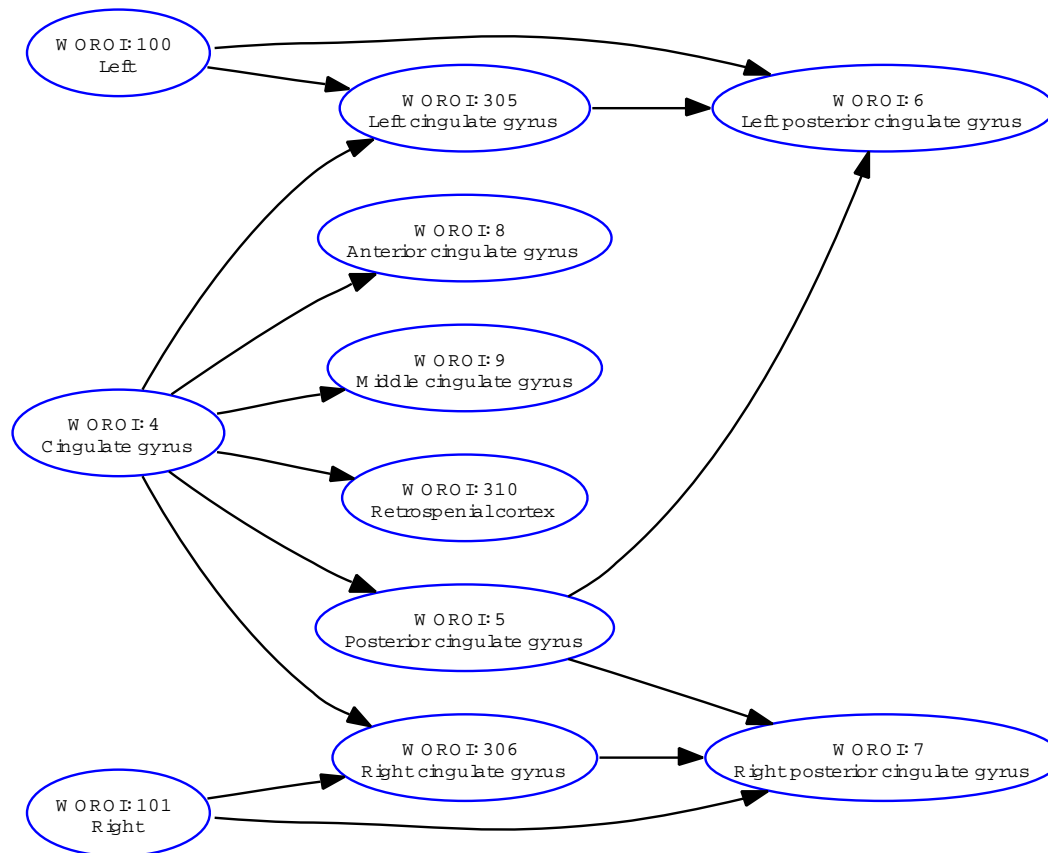 WOROI:100
Left
WOROI:305
Left cingulate gyrus
WOROI:6
Left posterior cingulate gyrus
WOROI:8
Anterior cingulate gyrus
WOROI:9
Middle cingulate gyrus
WOROI:4
Cingulate gyrus
WOROI:310
Retrospenial cortex
WOROI:5
Posterior cingulate gyrus
WOROI:306
Right cingulate gyrus
WOROI:7
Right posterior cingulate gyrus
WOROI:101
Right